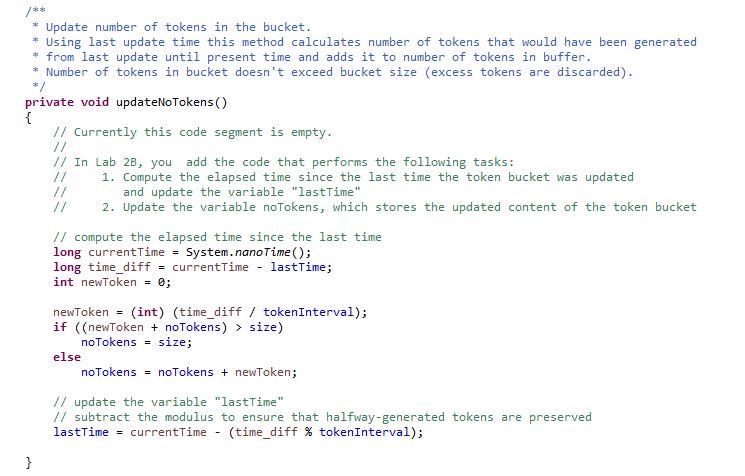 /**
 * Update number of tokens in the bucket.
 * Using last update time this method calculates number of tokens that would have been generated
 * from last update until present time and adds it to number of tokens in buffer.
 * Number of tokens in bucket doesn't exceed bucket size (excess tokens are discarded).
 */
private void updateNoTokens()
{
    // Currently this code segment is empty.
    //
    // In Lab 2B, you  add the code that performs the following tasks:
    //     1. Compute the elapsed time since the last time the token bucket was updated
    //        and update the variable "lastTime"
    //     2. Update the variable noTokens, which stores the updated content of the token bucket

    // compute the elapsed time since the last time
    long currentTime = System.nanoTime();
    long time_diff = currentTime - lastTime;
    int newToken = 0;

    newToken = (int) (time_diff / tokenInterval);
    if ((newToken + noTokens) > size)
        noTokens = size;
    else
        noTokens = noTokens + newToken;

    // update the variable "lastTime"
    // subtract the modulus to ensure that halfway-generated tokens are preserved
    lastTime = currentTime - (time_diff % tokenInterval);

}